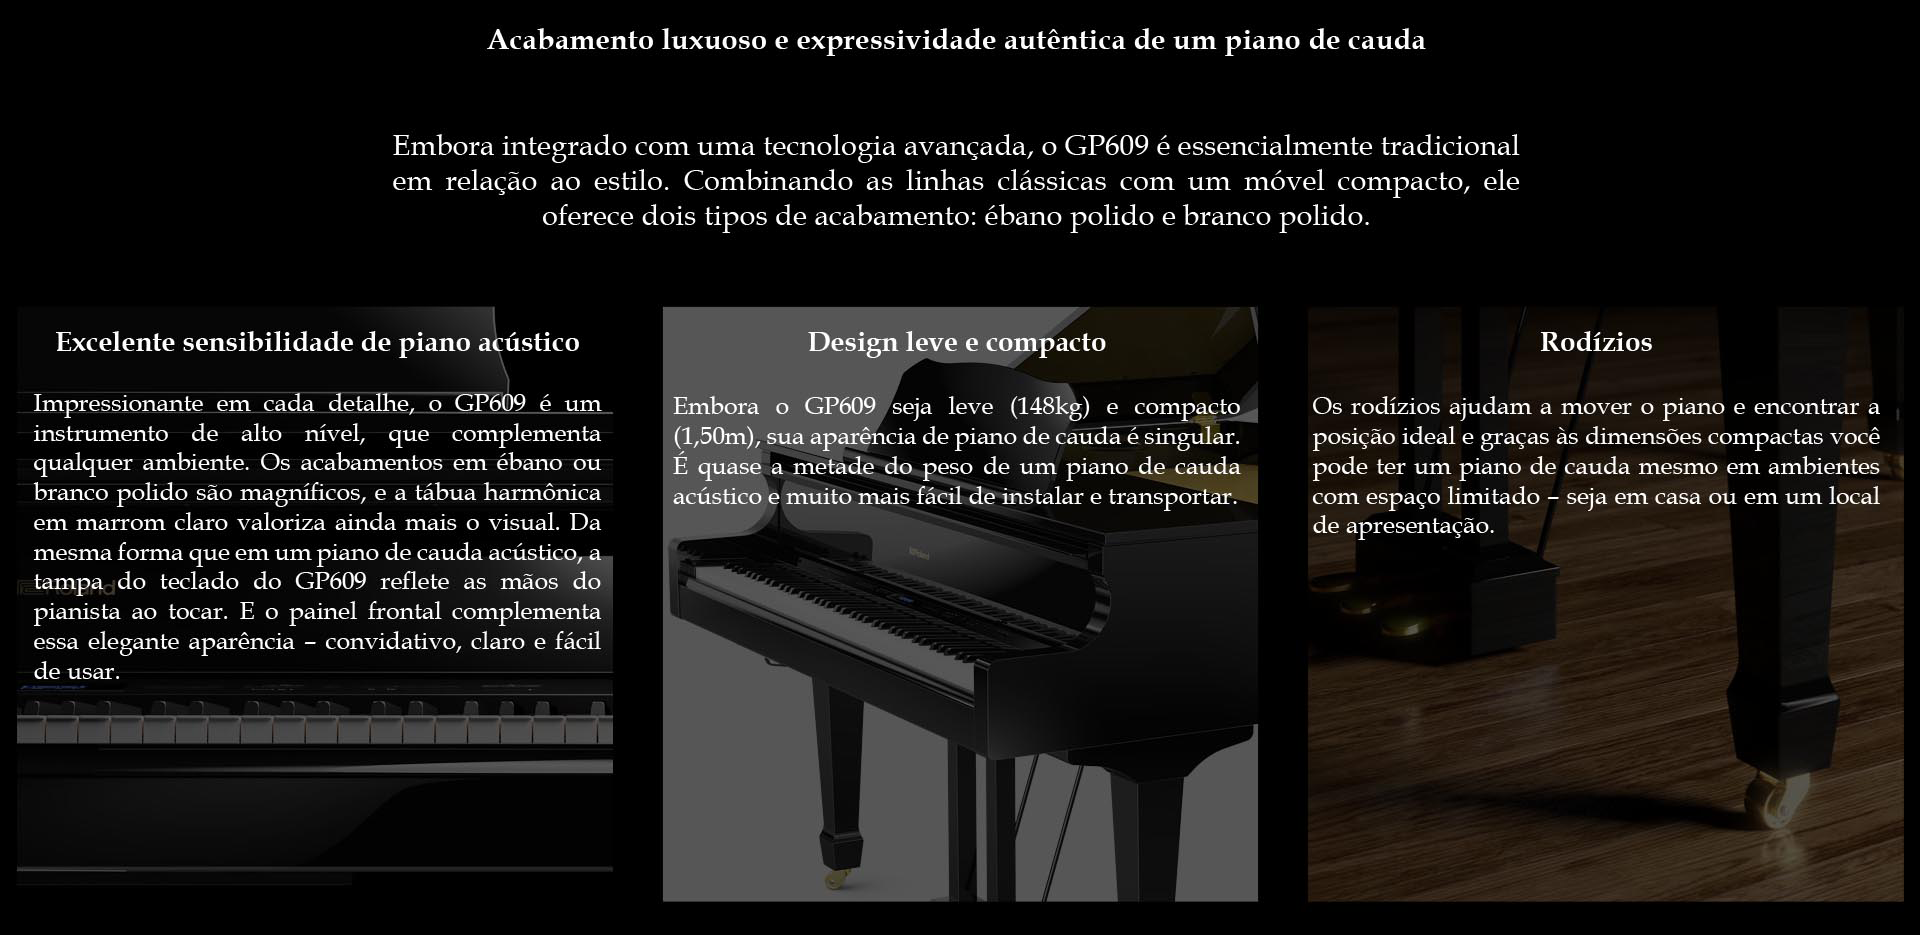 Acabamento luxuoso e expressividade autêntica de um piano de cauda
Embora integrado com uma tecnologia avançada, o GP609 é essencialmente tradicional
em relação ao estilo. Combinando as linhas clássicas com um móvel compacto, ele
oferece dois tipos de acabamento: ébano polido e branco polido.
Excelente sensibilidade de piano acústico
Impressionante em cada detalhe, o GP609 é um
instrumento de alto nível, que complementa
qualquer ambiente. Os acabamentos em ébano ou
branco polido são magníficos, e a tábua harmônica
em marrom claro valoriza ainda mais o visual. Da
mesma forma que em um piano de cauda acústico, a
tampa do teclado do GP609 reflete as mãos do
pianista ao tocar. E o painel frontal complementa
essa elegante aparência – convidativo, claro e fácil
de usar.
Roland
Design leve e compacto
Embora o GP609 seja leve (148kg) e compacto
(1,50m), sua aparência de piano de cauda é singular.
É quase a metade do peso de um piano de cauda
acústico e muito mais fácil de instalar e transportar.
Roland
Rodízios
Os rodízios ajudam a mover o piano e encontrar a
posição ideal e graças às dimensões compactas você
pode ter um piano de cauda mesmo em ambientes
com espaço limitado – seja em casa ou em um local
de apresentação.